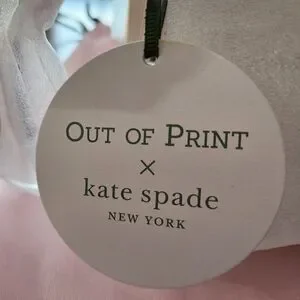 OUT OF PRINT
×
kate spade
NEW YORK